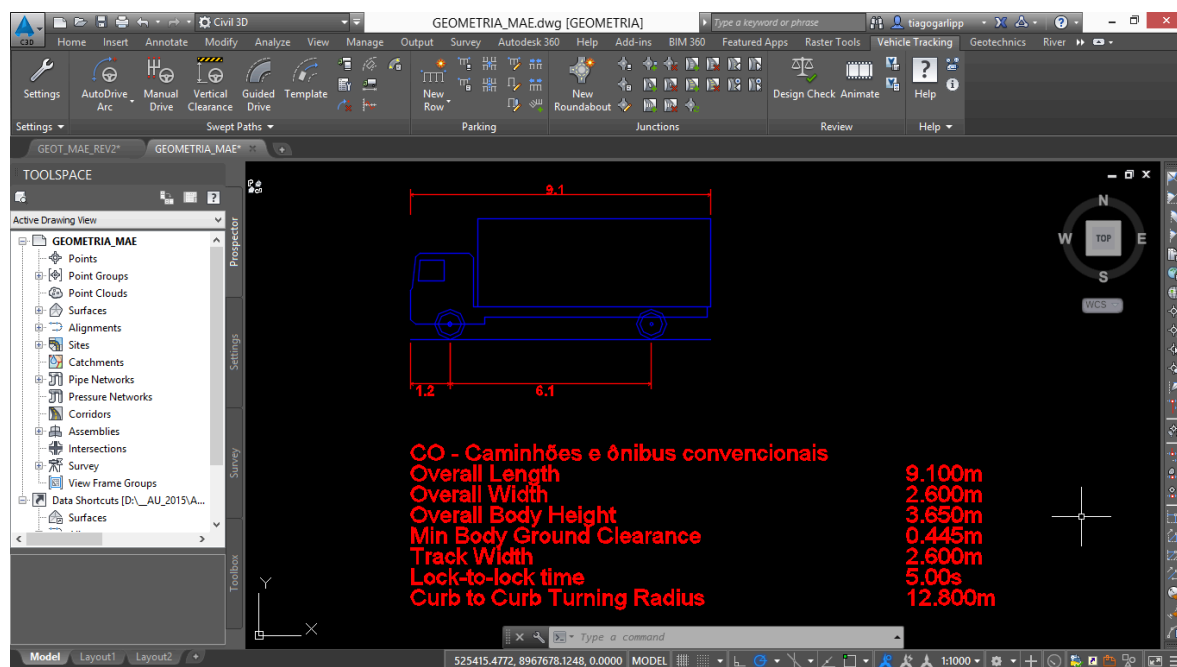 Civil 3D
GEOMETRIA_MAE.dwg [GEOMETRIA]
Type a keyword or phrase
tiagogarlipp
C3D
Home Insert Annotate Modify Analyze View Manage Output Survey Autodesk 360 Help Add-ins BIM 360 Featured Apps Raster Tools Vehicle Tracking Geotechnics River
Settings
AutoDrive Arc
Manual Drive
Vertical Clearance
Guided Drive
Template
New Row
New Roundabout
Design Check
Animate
Help
Settings
Swept Paths
Parking
Junctions
Review
Help
GEOT_MAE_REV2*
GEOMETRIA_MAE*
TOOLSPACE
Active Drawing View
GEOMETRIA_MAE
Points
Point Groups
Point Clouds
Surfaces
Alignments
Sites
Catchments
Pipe Networks
Pressure Networks
Corridors
Assemblies
Intersections
Survey
View Frame Groups
Data Shortcuts [D:\_AU_2015\A...
Surfaces
Prospector
Settings
Survey
Toolbox
9.1
1.2
6.1
N
W
TOP
E
S
WCS
CO - Caminhões e ônibus convencionais
Overall Length 9.100m
Overall Width 2.600m
Overall Body Height 3.650m
Min Body Ground Clearance 0.445m
Track Width 2.600m
Lock-to-lock time 5.00s
Curb to Curb Turning Radius 12.800m
Y
X
Type a command
Model Layout1 Layout2
525415.4772, 8967678.1248, 0.0000 MODEL
1:1000